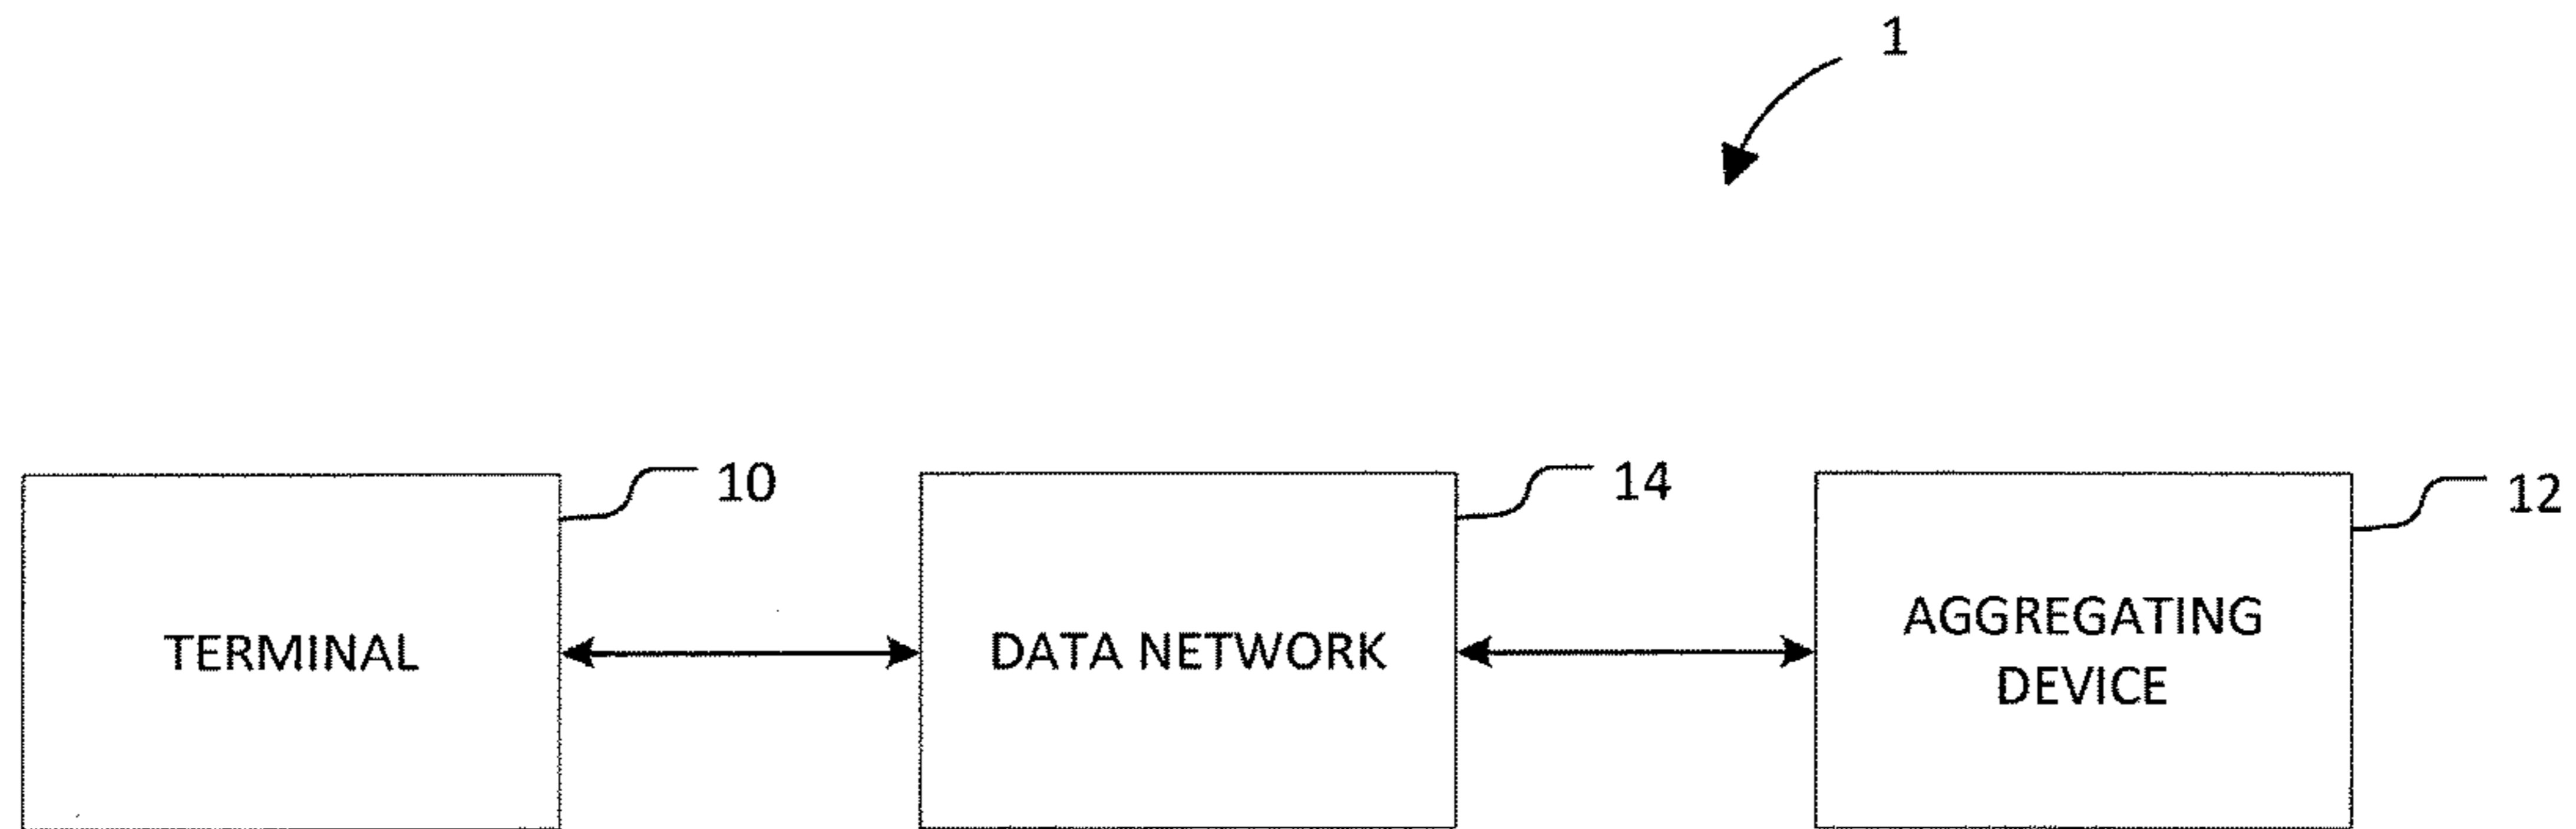 1
10
14
12
TERMINAL
DATA NETWORK
AGGREGATING
DEVICE